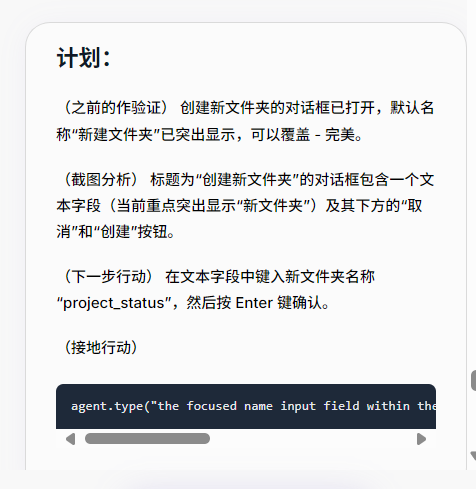 计划：
（之前的作验证） 创建新文件夹的对话框已打开，默认名
称“新建文件夹”已突出显示，可以覆盖 - 完美。
（截图分析） 标题为“创建新文件夹”的对话框包含一个文
本字段（当前重点突出显示“新文件夹”）及其下方的“取
消”和“创建”按钮。
（下一步行动） 在文本字段中键入新文件夹名称
“project_status”，然后按 Enter 键确认。
（接地行动）
agent.type("the focused name input field within the